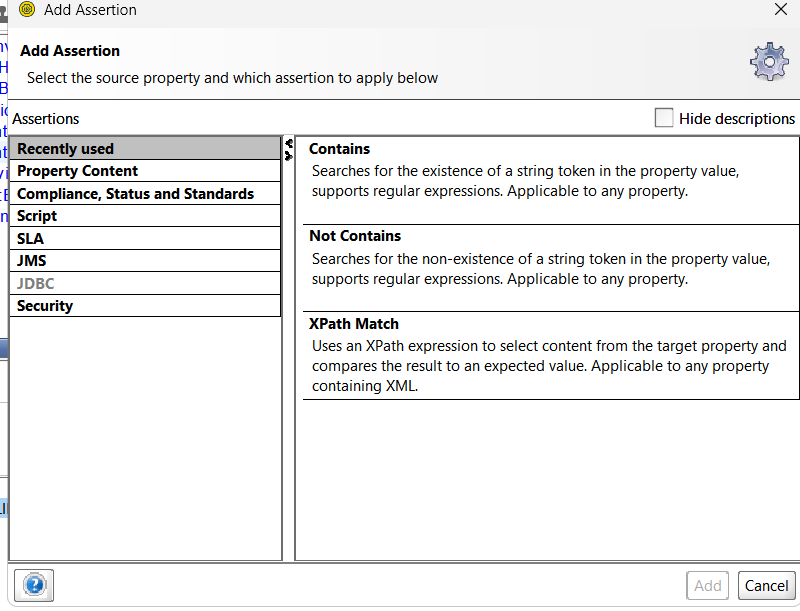 Add Assertion
Add Assertion
Select the source property and which assertion to apply below
Assertions
Hide descriptions
Recently used
Property Content
Compliance, Status and Standards
Script
SLA
JMS
JDBC
Security
Contains
Searches for the existence of a string token in the property value,
supports regular expressions. Applicable to any property.
Not Contains
Searches for the non-existence of a string token in the property value,
supports regular expressions. Applicable to any property.
XPath Match
Uses an XPath expression to select content from the target property and
compares the result to an expected value. Applicable to any property
containing XML.
?
Add
Cancel